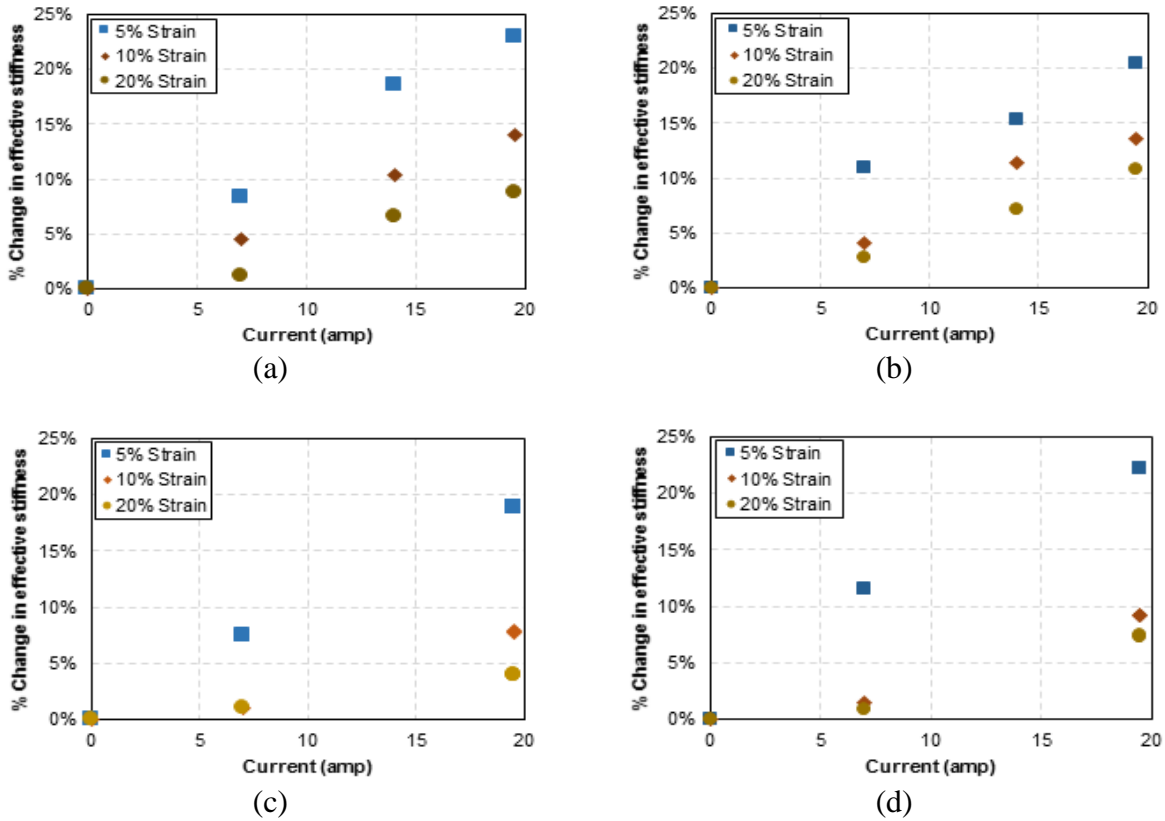 25%
20%
15%
10%
5%
0%
% Change in effective stiffness
5% Strain
10% Strain
20% Strain
0 5 10 15 20
Current (amp)
(a)
25%
20%
15%
10%
5%
0%
% Change in effective stiffness
5% Strain
10% Strain
20% Strain
0 5 10 15 20
Current (amp)
(b)
25%
20%
15%
10%
5%
0%
% Change in effective stiffness
5% Strain
10% Strain
20% Strain
0 5 10 15 20
Current (amp)
(c)
25%
20%
15%
10%
5%
0%
% Change in effective stiffness
5% Strain
10% Strain
20% Strain
0 5 10 15 20
Current (amp)
(d)